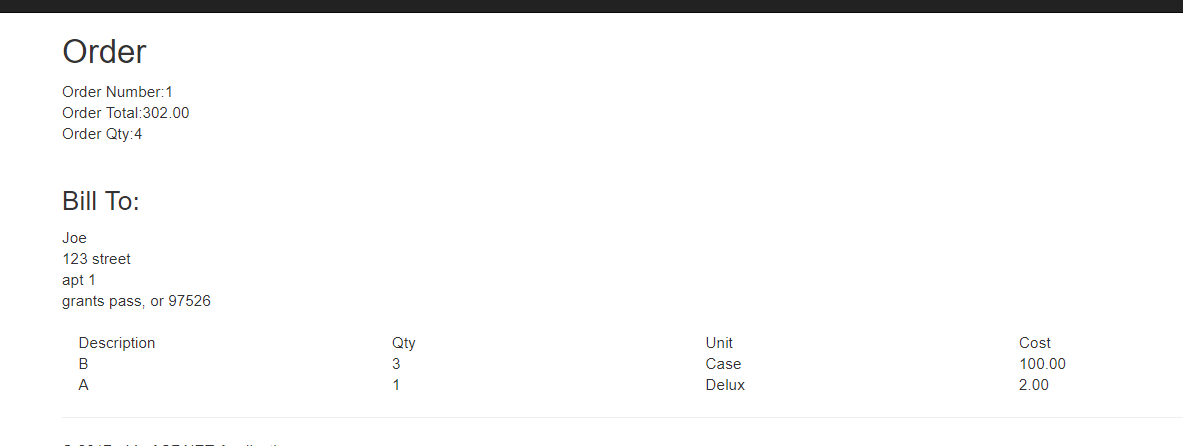 Order
Order Number:1
Order Total:302.00
Order Qty:4
Bill To:
Joe
123 street
apt 1
grants pass, or 97526
Description Qty Unit Cost
B 3 Case 100.00
A 1 Delux 2.00